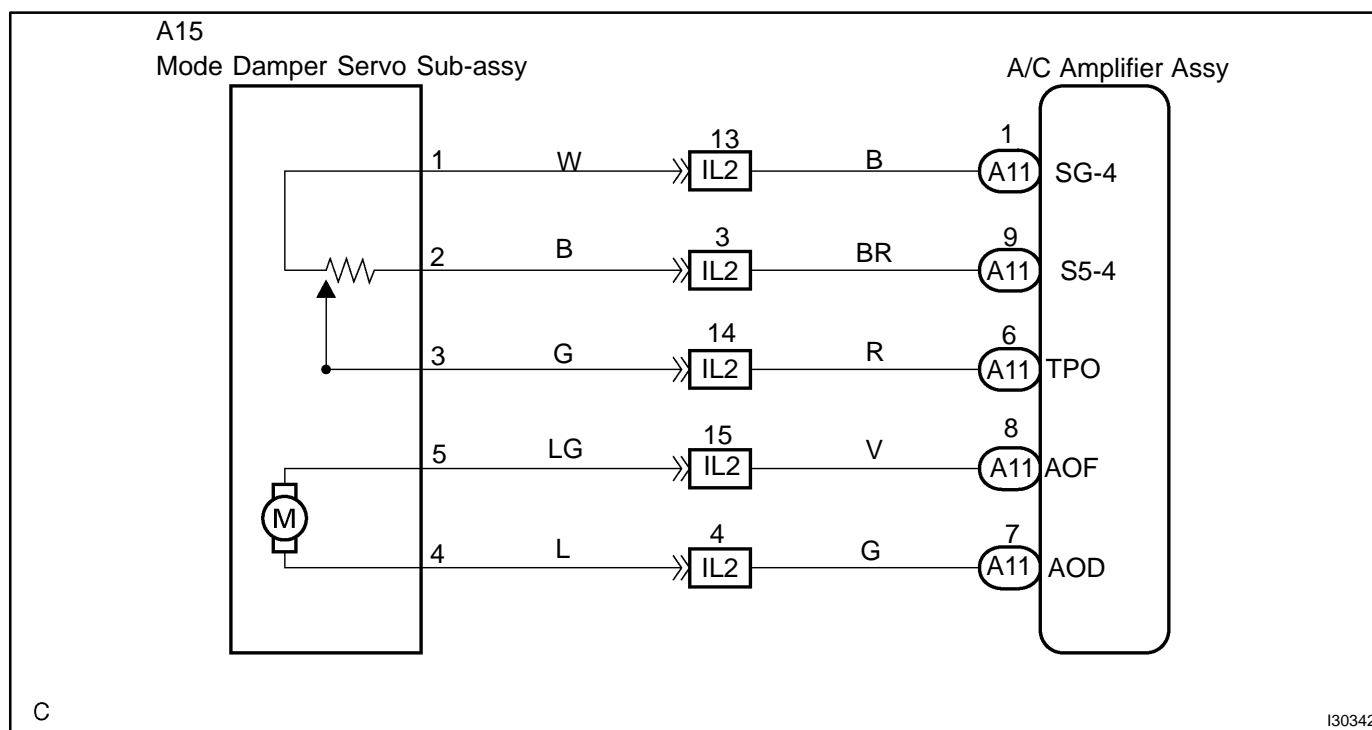 A15
Mode Damper Servo Sub-assy
A/C Amplifier Assy
1 W 13 IL2 B 1 A11 SG-4
2 B 3 IL2 BR 9 A11 S5-4
3 G 14 IL2 R 6 A11 TPO
5 LG 15 IL2 V 8 A11 AOF
M
4 L 4 IL2 G 7 A11 AOD
C
I30342